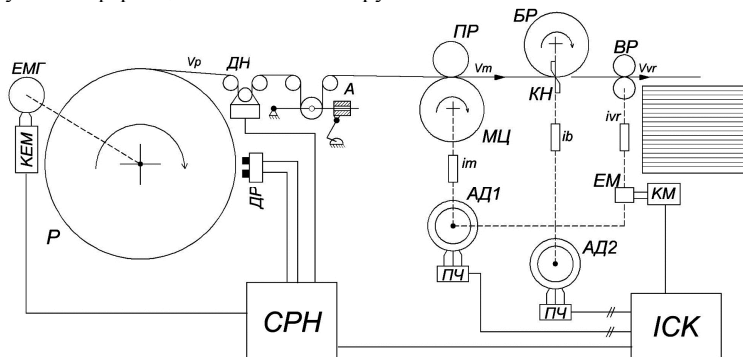 ЕМГ
Vp
ДН
А
ПР
Vm
БР
ВР
Vvr
КН
КЕМ
МЦ
im
ib
ivr
ДР
ЕМ
КМ
Р
АД1
АД2
ПЧ
ПЧ
СРН
ІСК